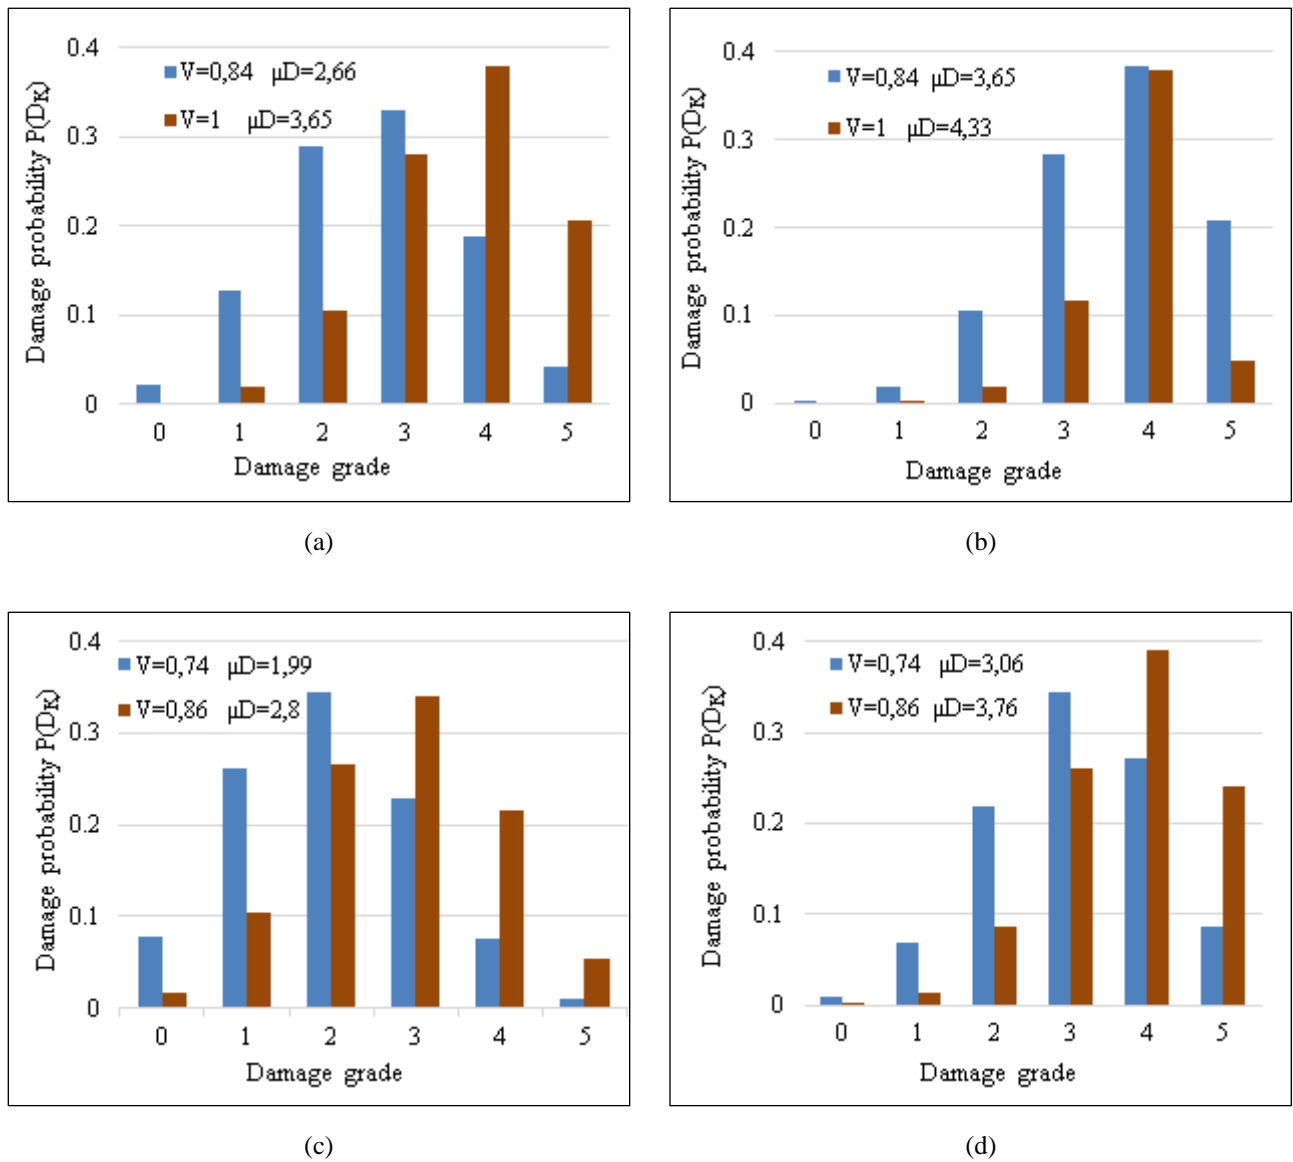 Damage probability P(DK)
0.4
0.3
0.2
0.1
0
V=0,84 μD=2,66
V=1 μD=3,65
0 1 2 3 4 5
Damage grade
(a)
Damage probability P(DK)
0.4
0.3
0.2
0.1
0
V=0,84 μD=3,65
V=1 μD=4,33
0 1 2 3 4 5
Damage grade
(b)
Damage probability P(DK)
0.4
0.3
0.2
0.1
0
V=0,74 μD=1,99
V=0,86 μD=2,8
0 1 2 3 4 5
Damage grade
(c)
Damage probability P(DK)
0.4
0.3
0.2
0.1
0
V=0,74 μD=3,06
V=0,86 μD=3,76
0 1 2 3 4 5
Damage grade
(d)